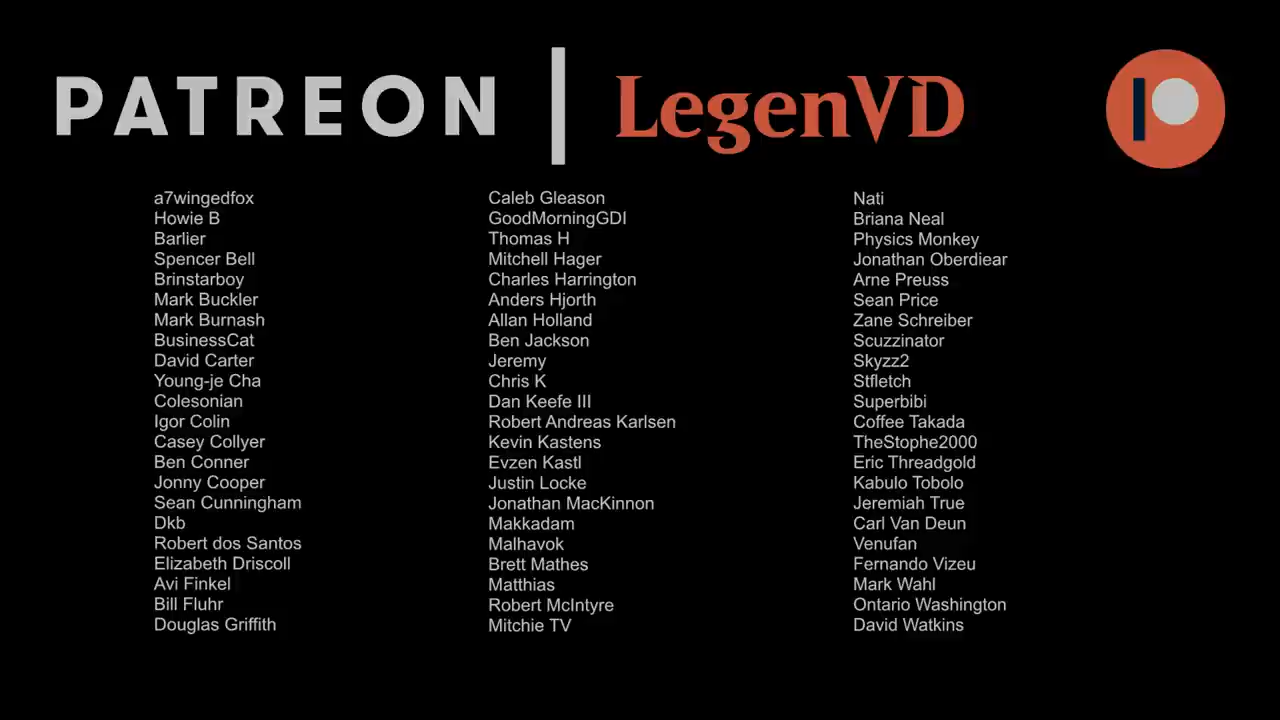 PATREON | LegenVD
a7wingedfox
Howie B
Barlier
Spencer Bell
Brinstarboy
Mark Buckler
Mark Burnash
BusinessCat
David Carter
Young-je Cha
Colesonian
Igor Colin
Casey Collyer
Ben Conner
Jonny Cooper
Sean Cunningham
Dkb
Robert dos Santos
Elizabeth Driscoll
Avi Finkel
Bill Fluhr
Douglas Griffith
Caleb Gleason
GoodMorningGDI
Thomas H
Mitchell Hager
Charles Harrington
Anders Hjorth
Allan Holland
Ben Jackson
Jeremy
Chris K
Dan Keefe III
Robert Andreas Karlsen
Kevin Kastens
Evzen Kastl
Justin Locke
Jonathan MacKinnon
Makkadam
Malhavok
Brett Mathes
Matthias
Robert McIntyre
Mitchie TV
Nati
Briana Neal
Physics Monkey
Jonathan Oberdiear
Arne Preuss
Sean Price
Zane Schreiber
Scuzzinator
Skyzz2
Stfletch
Superbibi
Coffee Takada
TheStophe2000
Eric Threadgold
Kabulo Tobolo
Jeremiah True
Carl Van Deun
Venufan
Fernando Vizeu
Mark Wahl
Ontario Washington
David Watkins